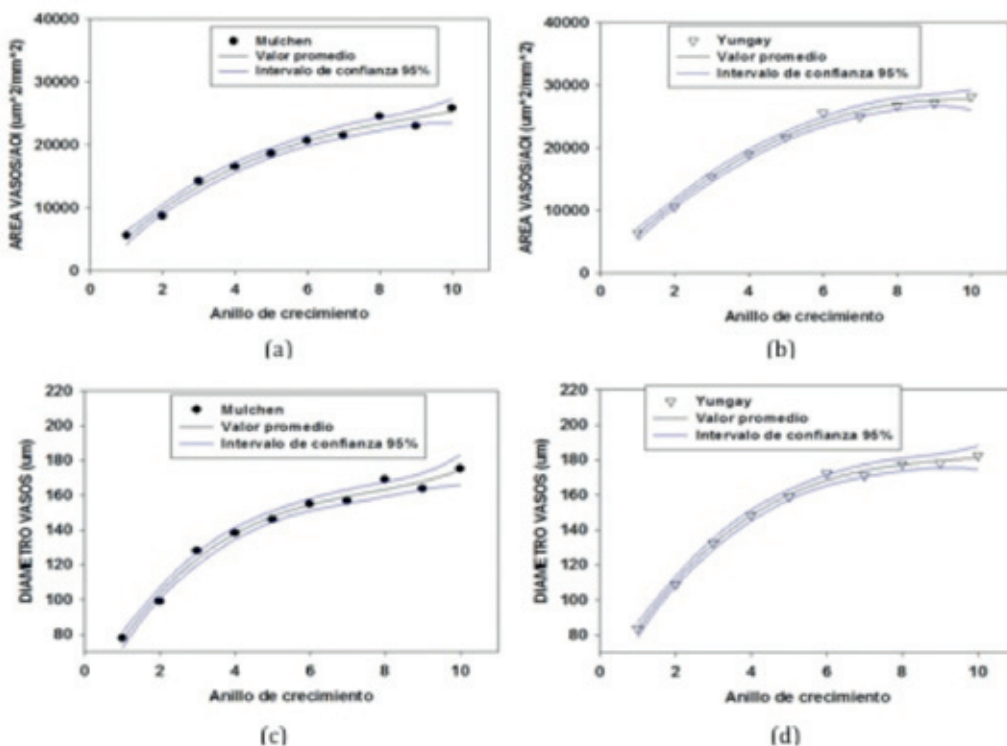 40000
30000
20000
10000
0
AREA VASOS/AOI (um^2/mm^2)
Mulchen
Valor promedio
Intervalo de confianza 95%
0 2 4 6 8 10
Anillo de crecimiento
(a)
40000
30000
20000
10000
0
AREA VASOS/AOI (um^2/mm^2)
Yungay
Valor promedio
Intervalo de confianza 95%
0 2 4 6 8 10
Anillo de crecimiento
(b)
220
200
180
160
140
120
100
80
DIAMETRO VASOS (um)
Mulchen
Valor promedio
Intervalo de confianza 95%
0 2 4 6 8 10
Anillo de crecimiento
(c)
220
200
180
160
140
120
100
80
DIAMETRO VASOS (um)
Yungay
Valor promedio
Intervalo de confianza 95%
0 2 4 6 8 10
Anillo de crecimiento
(d)